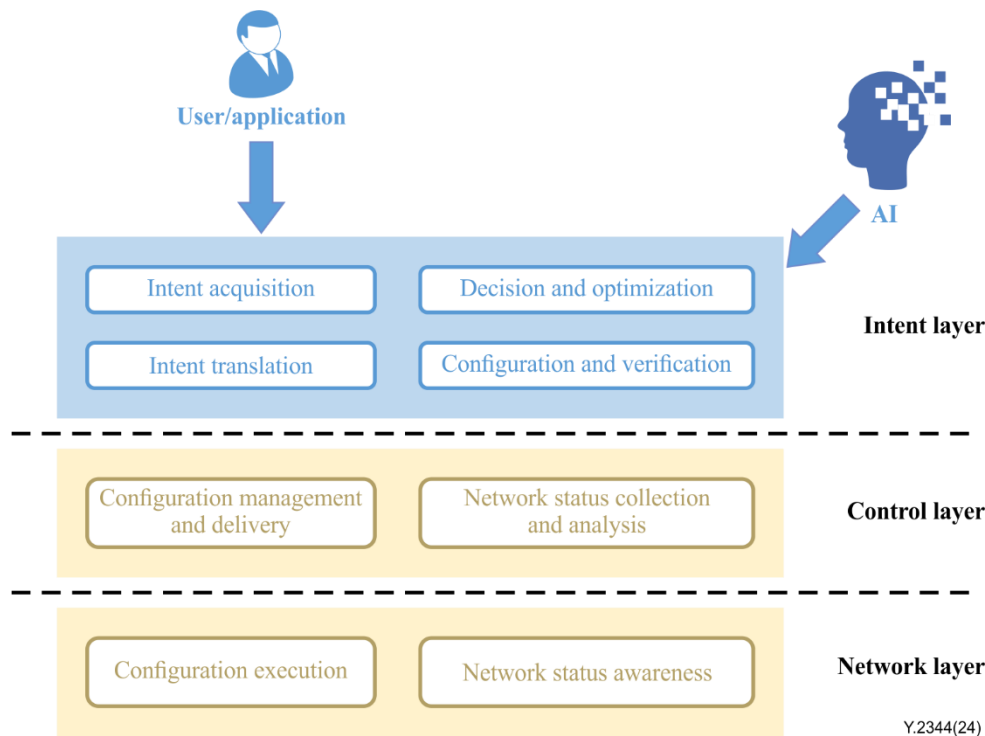 User/application
AI
Intent acquisition
Decision and optimization
Intent layer
Intent translation
Configuration and verification
Configuration management
and delivery
Network status collection
and analysis
Control layer
Configuration execution
Network status awareness
Network layer
Y.2344(24)